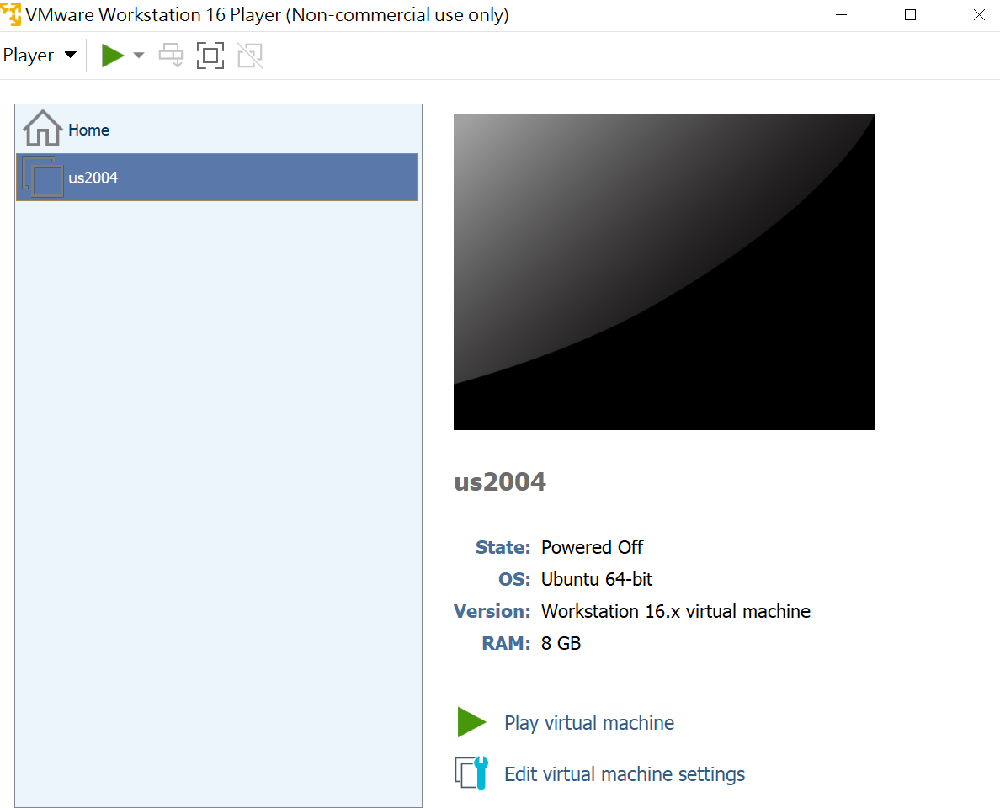 VMware Workstation 16 Player (Non-commercial use only)
Player
Home
us2004
us2004
State: Powered Off
OS: Ubuntu 64-bit
Version: Workstation 16.x virtual machine
RAM: 8 GB
Play virtual machine
Edit virtual machine settings